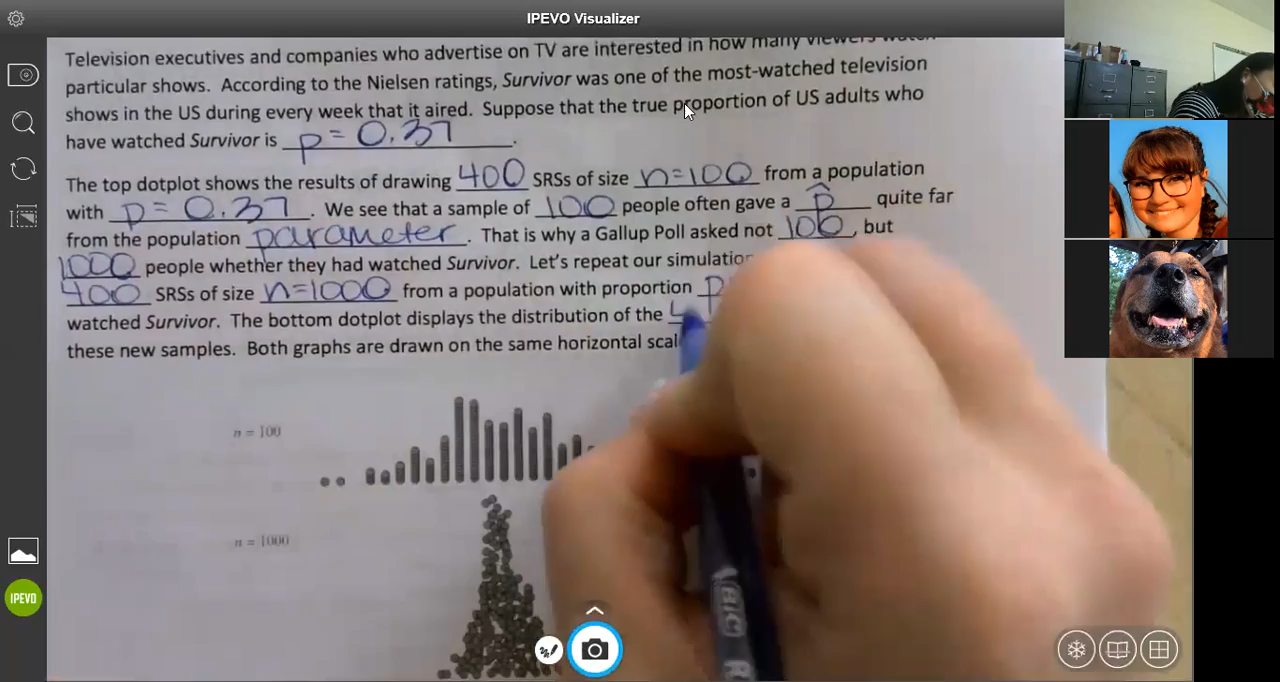 IPEVO Visualizer
Television executives and companies who advertise on TV are interested in how many viewers watch
particular shows. According to the Nielsen ratings, Survivor was one of the most-watched television
shows in the US during every week that it aired. Suppose that the true proportion of US adults who
have watched Survivor is p = 0.37.
The top dotplot shows the results of drawing 400 SRSs of size n=100 from a population
with p = 0.37. We see that a sample of 100 people often gave a p̂ quite far
from the population parameter. That is why a Gallup Poll asked not 100, but
1000 people whether they had watched Survivor. Let's repeat our simulation
400 SRSs of size n=1000 from a population with proportion p
watched Survivor. The bottom dotplot displays the distribution of the
these new samples. Both graphs are drawn on the same horizontal
n = 100
n = 1000
IPEVO
BIC